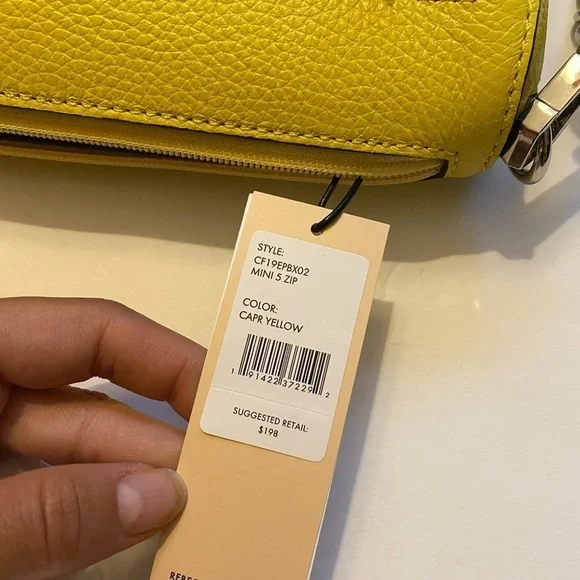 STYLE:
CF19EPBX02
MINI 5 ZIP
COLOR:
CAPR YELLOW
1 91422 37229 2
SUGGESTED RETAIL:
$198